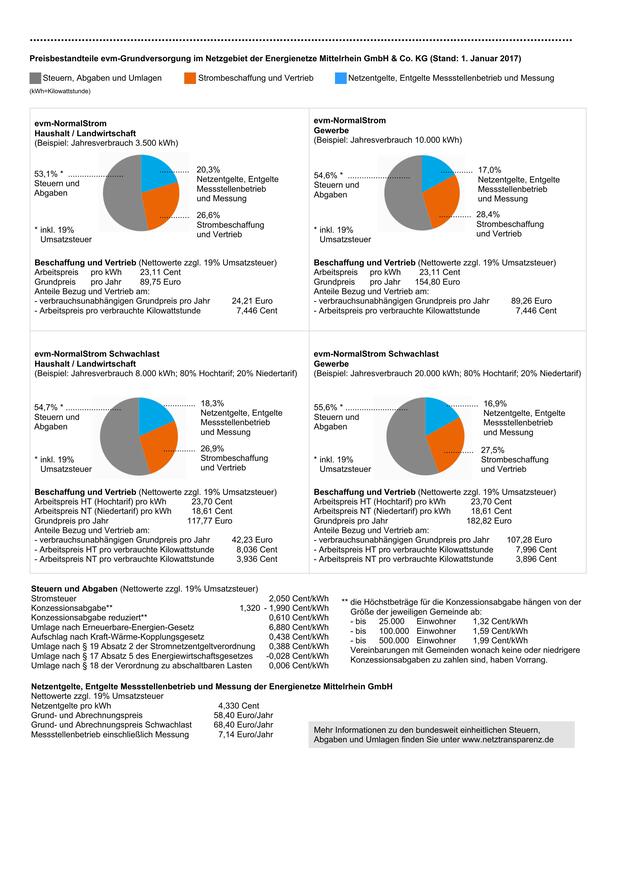 Preisbestandteile evm-Grundversorgung im Netzgebiet der Energienetze Mittelrhein GmbH & Co. KG (Stand: 1. Januar 2017)
Steuern, Abgaben und Umlagen Strombeschaffung und Vertrieb Netzentgelte, Entgelte Messstellenbetrieb und Messung
(kWh=Kilowattstunde)
evm-NormalStrom
Haushalt / Landwirtschaft
(Beispiel: Jahresverbrauch 3.500 kWh)
53,1% *
Steuern und
Abgaben
20,3%
Netzentgelte, Entgelte
Messstellenbetrieb
und Messung
26,6%
Strombeschaffung
und Vertrieb
* inkl. 19%
Umsatzsteuer
Beschaffung und Vertrieb (Nettowerte zzgl. 19% Umsatzsteuer)
Arbeitspreis pro kWh 23,11 Cent
Grundpreis pro Jahr 89,75 Euro
Anteile Bezug und Vertrieb am:
- verbrauchsunabhängigen Grundpreis pro Jahr 24,21 Euro
- Arbeitspreis pro verbrauchte Kilowattstunde 7,446 Cent
evm-NormalStrom
Gewerbe
(Beispiel: Jahresverbrauch 10.000 kWh)
54,6% *
Steuern und
Abgaben
17,0%
Netzentgelte, Entgelte
Messstellenbetrieb
und Messung
28,4%
Strombeschaffung
und Vertrieb
* inkl. 19%
Umsatzsteuer
Beschaffung und Vertrieb (Nettowerte zzgl. 19% Umsatzsteuer)
Arbeitspreis pro kWh 23,11 Cent
Grundpreis pro Jahr 154,80 Euro
Anteile Bezug und Vertrieb am:
- verbrauchsunabhängigen Grundpreis pro Jahr 89,26 Euro
- Arbeitspreis pro verbrauchte Kilowattstunde 7,446 Cent
evm-NormalStrom Schwachlast
Haushalt / Landwirtschaft
(Beispiel: Jahresverbrauch 8.000 kWh; 80% Hochtarif; 20% Niedertarif)
54,7% *
Steuern und
Abgaben
18,3%
Netzentgelte, Entgelte
Messstellenbetrieb
und Messung
26,9%
Strombeschaffung
und Vertrieb
* inkl. 19%
Umsatzsteuer
Beschaffung und Vertrieb (Nettowerte zzgl. 19% Umsatzsteuer)
Arbeitspreis HT (Hochtarif) pro kWh 23,70 Cent
Arbeitspreis NT (Niedertarif) pro kWh 18,61 Cent
Grundpreis pro Jahr 117,77 Euro
Anteile Bezug und Vertrieb am:
- verbrauchsunabhängigen Grundpreis pro Jahr 42,23 Euro
- Arbeitspreis HT pro verbrauchte Kilowattstunde 8,036 Cent
- Arbeitspreis NT pro verbrauchte Kilowattstunde 3,936 Cent
evm-NormalStrom Schwachlast
Gewerbe
(Beispiel: Jahresverbrauch 20.000 kWh; 80% Hochtarif; 20% Niedertarif)
55,6% *
Steuern und
Abgaben
16,9%
Netzentgelte, Entgelte
Messstellenbetrieb
und Messung
27,5%
Strombeschaffung
und Vertrieb
* inkl. 19%
Umsatzsteuer
Beschaffung und Vertrieb (Nettowerte zzgl. 19% Umsatzsteuer)
Arbeitspreis HT (Hochtarif) pro kWh 23,70 Cent
Arbeitspreis NT (Niedertarif) pro kWh 18,61 Cent
Grundpreis pro Jahr 182,82 Euro
Anteile Bezug und Vertrieb am:
- verbrauchsunabhängigen Grundpreis pro Jahr 107,28 Euro
- Arbeitspreis HT pro verbrauchte Kilowattstunde 7,996 Cent
- Arbeitspreis NT pro verbrauchte Kilowattstunde 3,896 Cent
Steuern und Abgaben (Nettowerte zzgl. 19% Umsatzsteuer)
Stromsteuer 2,050 Cent/kWh
Konzessionsabgabe** 1,320 - 1,990 Cent/kWh
Konzessionsabgabe reduziert** 0,610 Cent/kWh
Umlage nach Erneuerbare-Energien-Gesetz 6,880 Cent/kWh
Aufschlag nach Kraft-Wärme-Kopplungsgesetz 0,438 Cent/kWh
Umlage nach § 19 Absatz 2 der Stromnetzentgeltverordnung 0,388 Cent/kWh
Umlage nach § 17 Absatz 5 des Energiewirtschaftsgesetzes -0,028 Cent/kWh
Umlage nach § 18 der Verordnung zu abschaltbaren Lasten 0,006 Cent/kWh
** die Höchstbeträge für die Konzessionsabgabe hängen von der
Größe der jeweiligen Gemeinde ab:
- bis 25.000 Einwohner 1,32 Cent/kWh
- bis 100.000 Einwohner 1,59 Cent/kWh
- bis 500.000 Einwohner 1,99 Cent/kWh
Vereinbarungen mit Gemeinden wonach keine oder niedrigere
Konzessionsabgaben zu zahlen sind, haben Vorrang.
Netzentgelte, Entgelte Messstellenbetrieb und Messung der Energienetze Mittelrhein GmbH
Nettowerte zzgl. 19% Umsatzsteuer
Netzentgelte pro kWh 4,330 Cent
Grund- und Abrechnungspreis 58,40 Euro/Jahr
Grund- und Abrechnungspreis Schwachlast 68,40 Euro/Jahr
Messstellenbetrieb einschließlich Messung 7,14 Euro/Jahr
Mehr Informationen zu den bundesweit einheitlichen Steuern,
Abgaben und Umlagen finden Sie unter www.netztransparenz.de